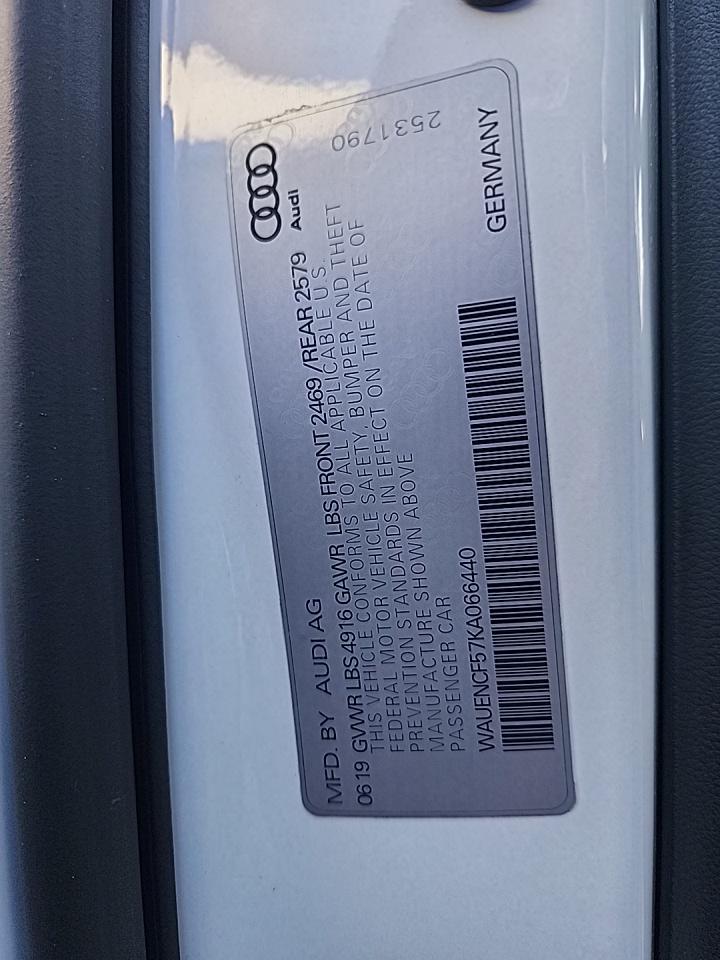 2531790
Audi
MFD. BY AUDI AG
06 19 GVWR LBS 4916 GAWR LBS FRONT 2469 / REAR 2579
THIS VEHICLE CONFORMS TO ALL APPLICABLE U S.
FEDERAL MOTOR VEHICLE SAFETY, BUMPER AND THEFT
PREVENTION STANDARDS IN EFFECT ON THE DATE OF
MANUFACTURE SHOWN ABOVE
PASSENGER CAR
WAUENCF57KA066440
GERMANY